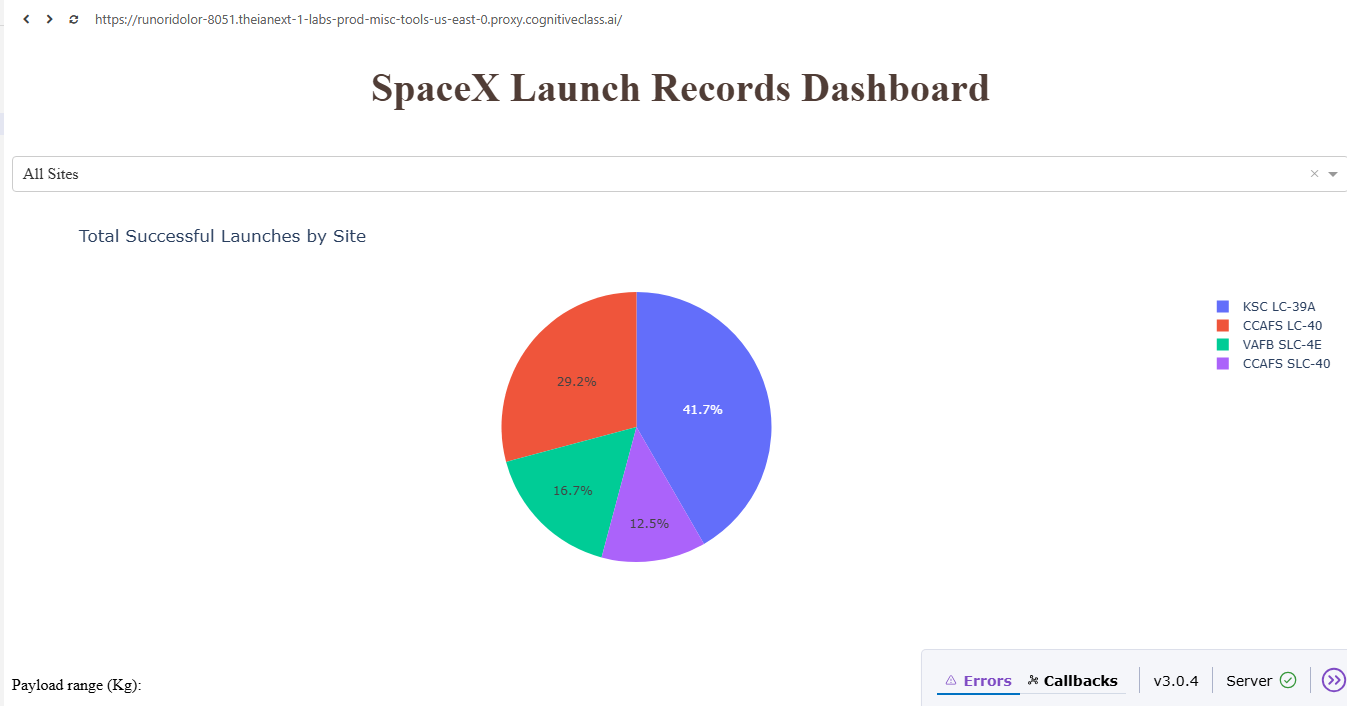 https://runoridolor-8051.theianext-1-labs-prod-misc-tools-us-east-0.proxy.cognitiveclass.ai/
SpaceX Launch Records Dashboard
All Sites
Total Successful Launches by Site
KSC LC-39A
CCAFS LC-40
VAFB SLC-4E
CCAFS SLC-40
29.2%
41.7%
16.7%
12.5%
Payload range (Kg):
Errors Callbacks v3.0.4 Server